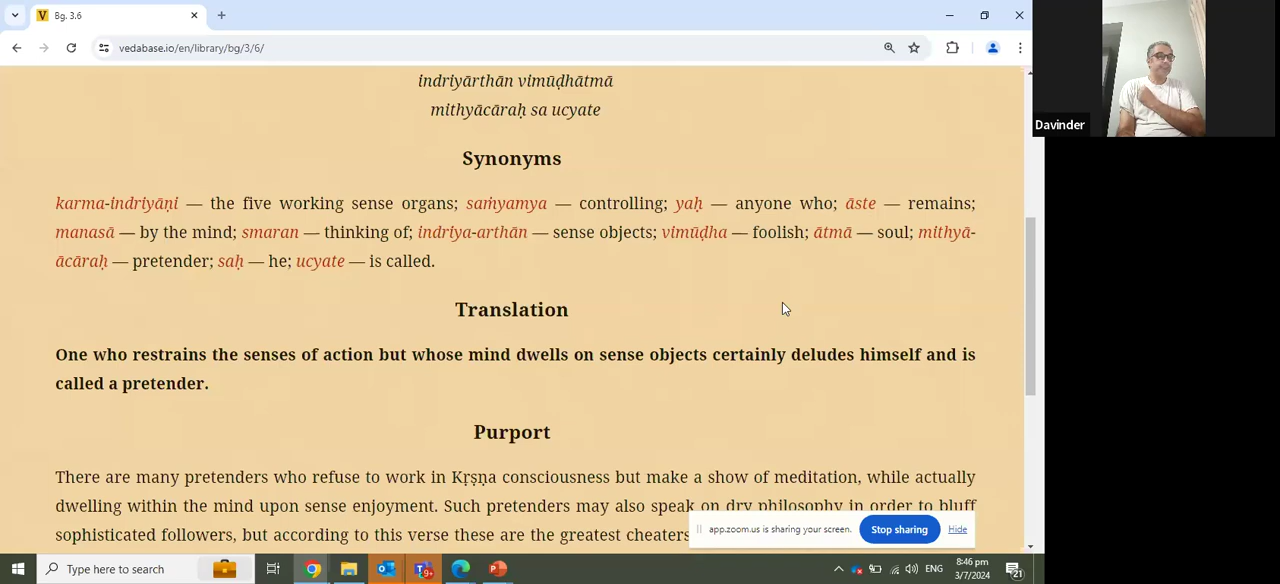 Bg. 3.6
vedabase.io/en/library/bg/3/6/
Davinder
indriyārthān vimūḍhātmā
mithyācāraḥ sa ucyate
Synonyms
karma-indriyāṇi — the five working sense organs; saṁyamya — controlling; yaḥ — anyone who; āste — remains;
manasā — by the mind; smaran — thinking of; indriya-arthān — sense objects; vimūḍha — foolish; ātmā — soul; mithyā-
ācāraḥ — pretender; saḥ — he; ucyate — is called.
Translation
One who restrains the senses of action but whose mind dwells on sense objects certainly deludes himself and is
called a pretender.
Purport
There are many pretenders who refuse to work in Kṛṣṇa consciousness but make a show of meditation, while actually
dwelling within the mind upon sense enjoyment. Such pretenders may also speak on dry philosophy in order to bluff
sophisticated followers, but according to this verse these are the greatest cheaters
app.zoom.us is sharing your screen. Stop sharing Hide
Type here to search
ENG
8:46 pm
3/7/2024
21